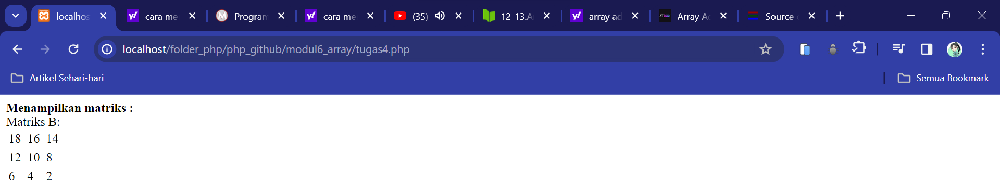 localhos
cara me
Program
cara me
(35)
12-13.A
array ad
Array A
Source
localhost/folder_php/php_github/modul6_array/tugas4.php
Artikel Sehari-hari
Semua Bookmark
Menampilkan matriks :
Matriks B:
18 16 14
12 10 8
6 4 2